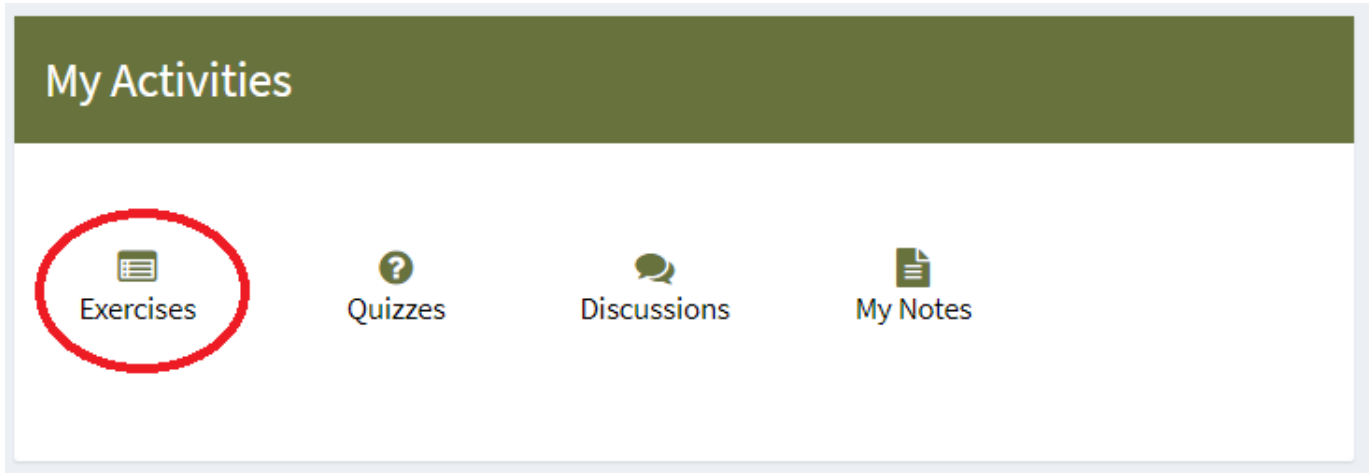 My Activities
Exercises
Quizzes
Discussions
My Notes